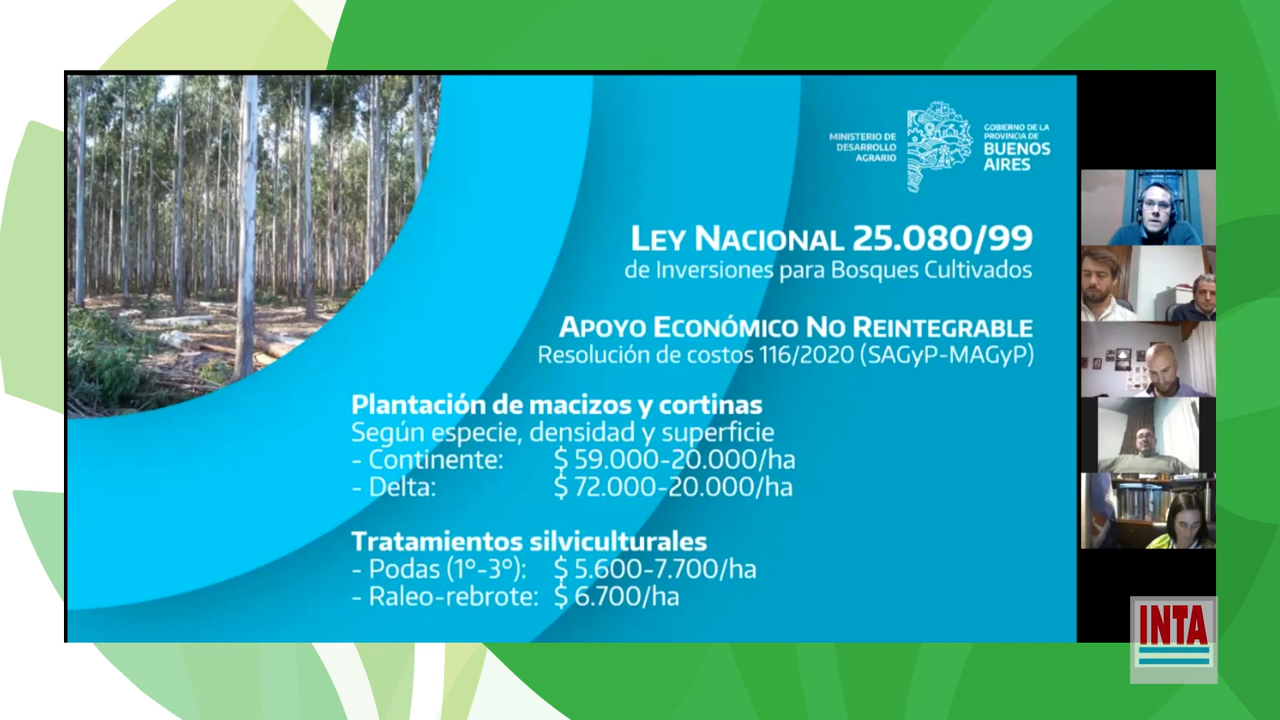 MINISTERIO DE
DESARROLLO
AGRARIO
GOBIERNO DE LA
PROVINCIA DE
BUENOS
AIRES
LEY NACIONAL 25.080/99
de Inversiones para Bosques Cultivados
APOYO ECONÓMICO NO REINTEGRABLE
Resolución de costos 116/2020 (SAGyP-MAGyP)
Plantación de macizos y cortinas
Según especie, densidad y superficie
- Continente: $ 59.000-20.000/ha
- Delta: $ 72.000-20.000/ha
Tratamientos silviculturales
- Podas (1º-3º): $ 5.600-7.700/ha
- Raleo-rebrote: $ 6.700/ha
INTA